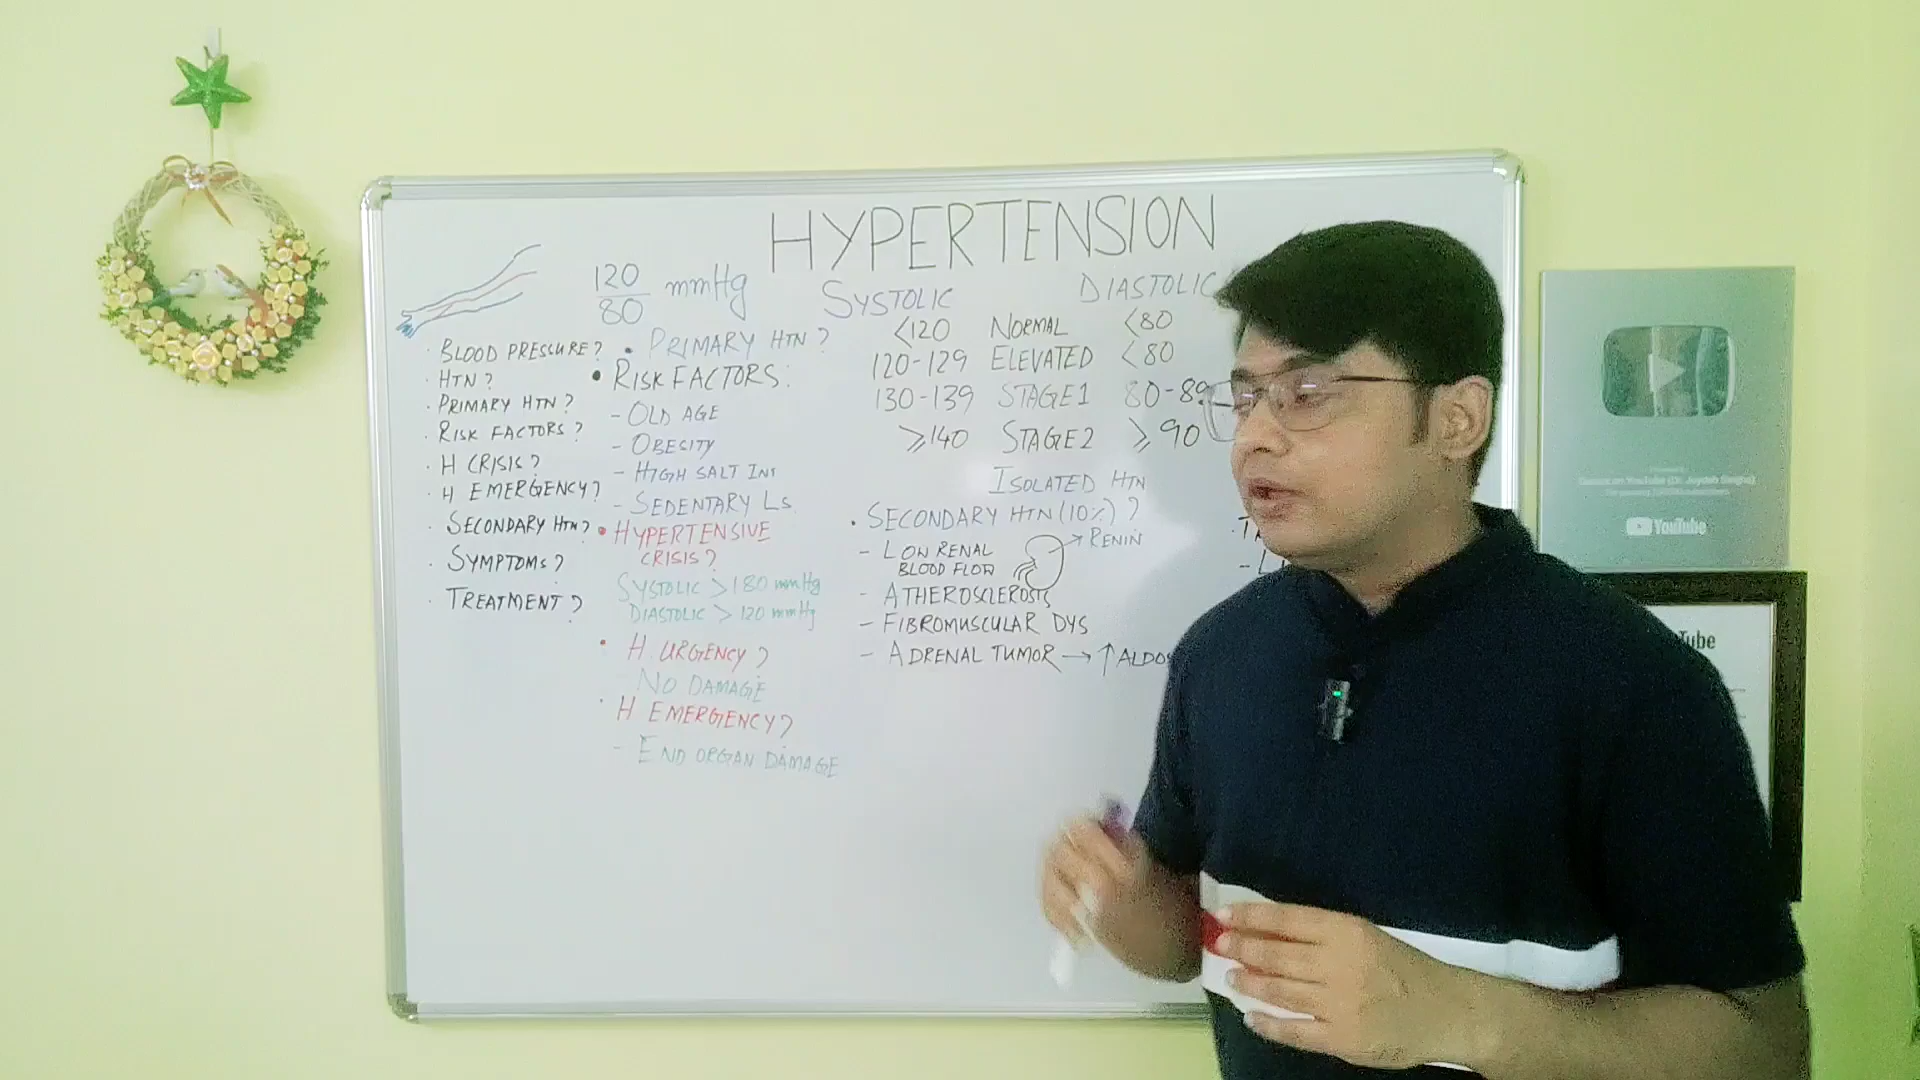 HYPERTENSION
120
80
mmHg
SYSTOLIC
DIASTOLIC
<120 NORMAL <80
120-129 ELEVATED <80
130-139 STAGE1 80-89
≥140 STAGE2 ≥90
ISOLATED HTN
· BLOOD PRESSURE?
· HTN?
· PRIMARY HTN?
· RISK FACTORS?
· H CRISIS?
· H EMERGENCY?
· SECONDARY HTN?
· SYMPTOMS?
· TREATMENT?
• PRIMARY HTN?
• RISK FACTORS:
- OLD AGE
- OBESITY
- HIGH SALT INT
- SEDENTARY LS
• HYPERTENSIVE
CRISIS?
SYSTOLIC >180 mmHg
DIASTOLIC >120 mmHg
• H. URGENCY?
NO DAMAGE
· H EMERGENCY?
- END ORGAN DAMAGE
• SECONDARY HTN (10%)?
- LOW RENAL
BLOOD FLOW
→ RENIN
- ATHEROSCLEROSIS
- FIBROMUSCULAR DYS
- ADRENAL TUMOR → ↑ ALDOS
YouTube